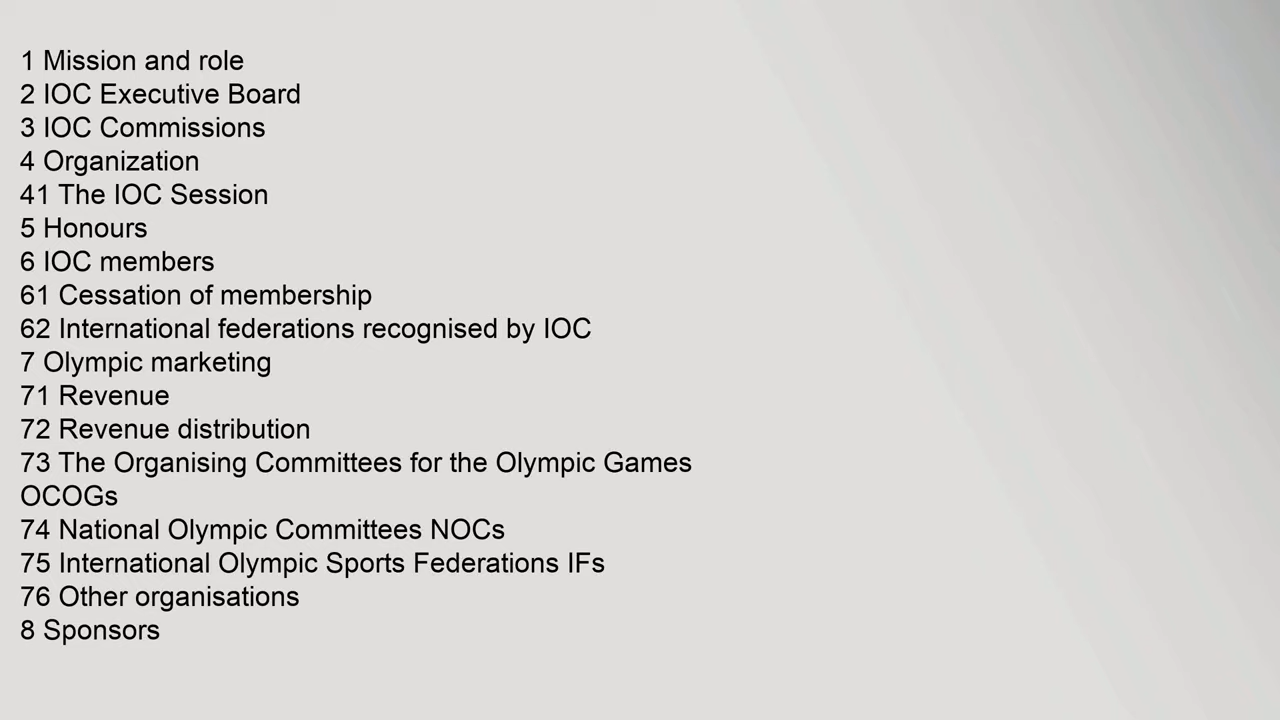 1 Mission and role
2 IOC Executive Board
3 IOC Commissions
4 Organization
41 The IOC Session
5 Honours
6 IOC members
61 Cessation of membership
62 International federations recognised by IOC
7 Olympic marketing
71 Revenue
72 Revenue distribution
73 The Organising Committees for the Olympic Games
OCOGs
74 National Olympic Committees NOCs
75 International Olympic Sports Federations IFs
76 Other organisations
8 Sponsors